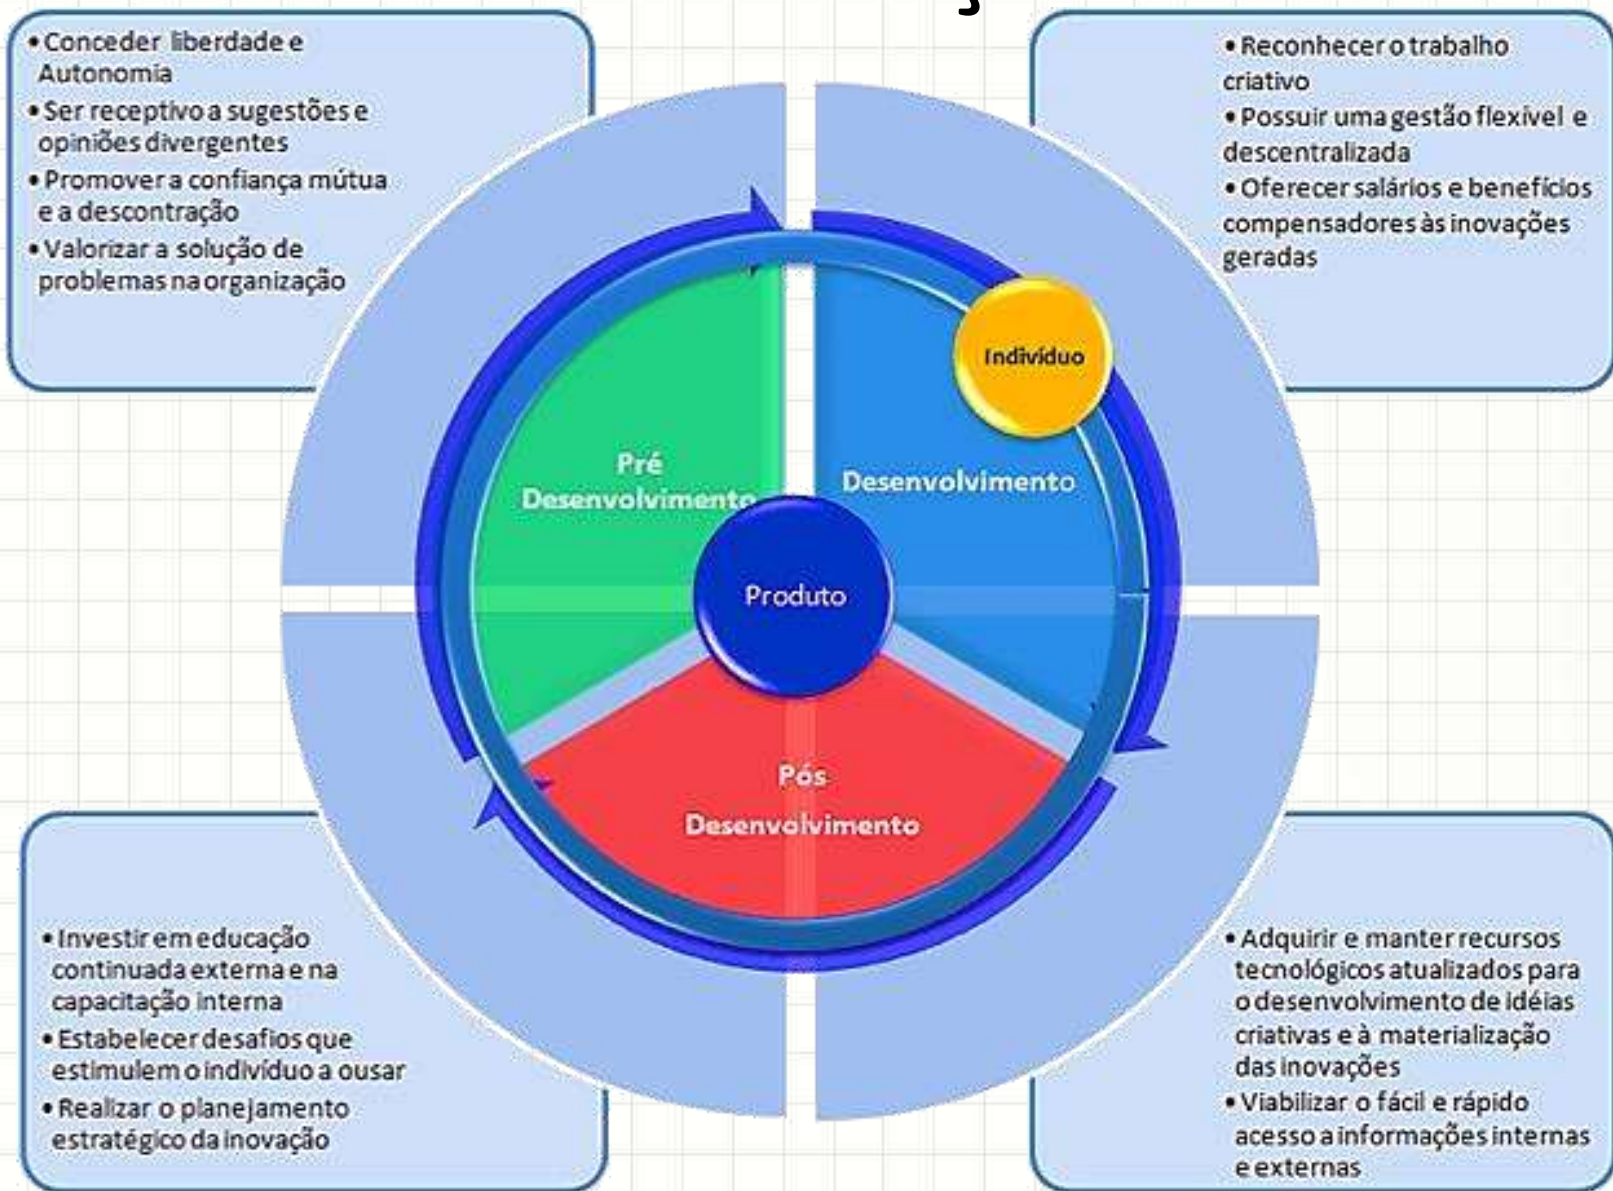 • Conceder liberdade e
Autonomia
• Ser receptivo a sugestões e
opiniões divergentes
• Promover a confiança mútua
e a descontração
• Valorizar a solução de
problemas na organização
• Reconhecer o trabalho
criativo
• Possuir uma gestão flexível e
descentralizada
• Oferecer salários e benefícios
compensadores às inovações
geradas
Indivíduo
Pré
Desenvolvimento
Desenvolvimento
Produto
Pós
Desenvolvimento
• Investir em educação
continuada externa e na
capacitação interna
• Estabelecer desafios que
estimulem o indivíduo a ousar
• Realizar o planejamento
estratégico da inovação
• Adquirir e manter recursos
tecnológicos atualizados para
o desenvolvimento de idéias
criativas e à materialização
das inovações
• Viabilizar o fácil e rápido
acesso a informações internas
e externas